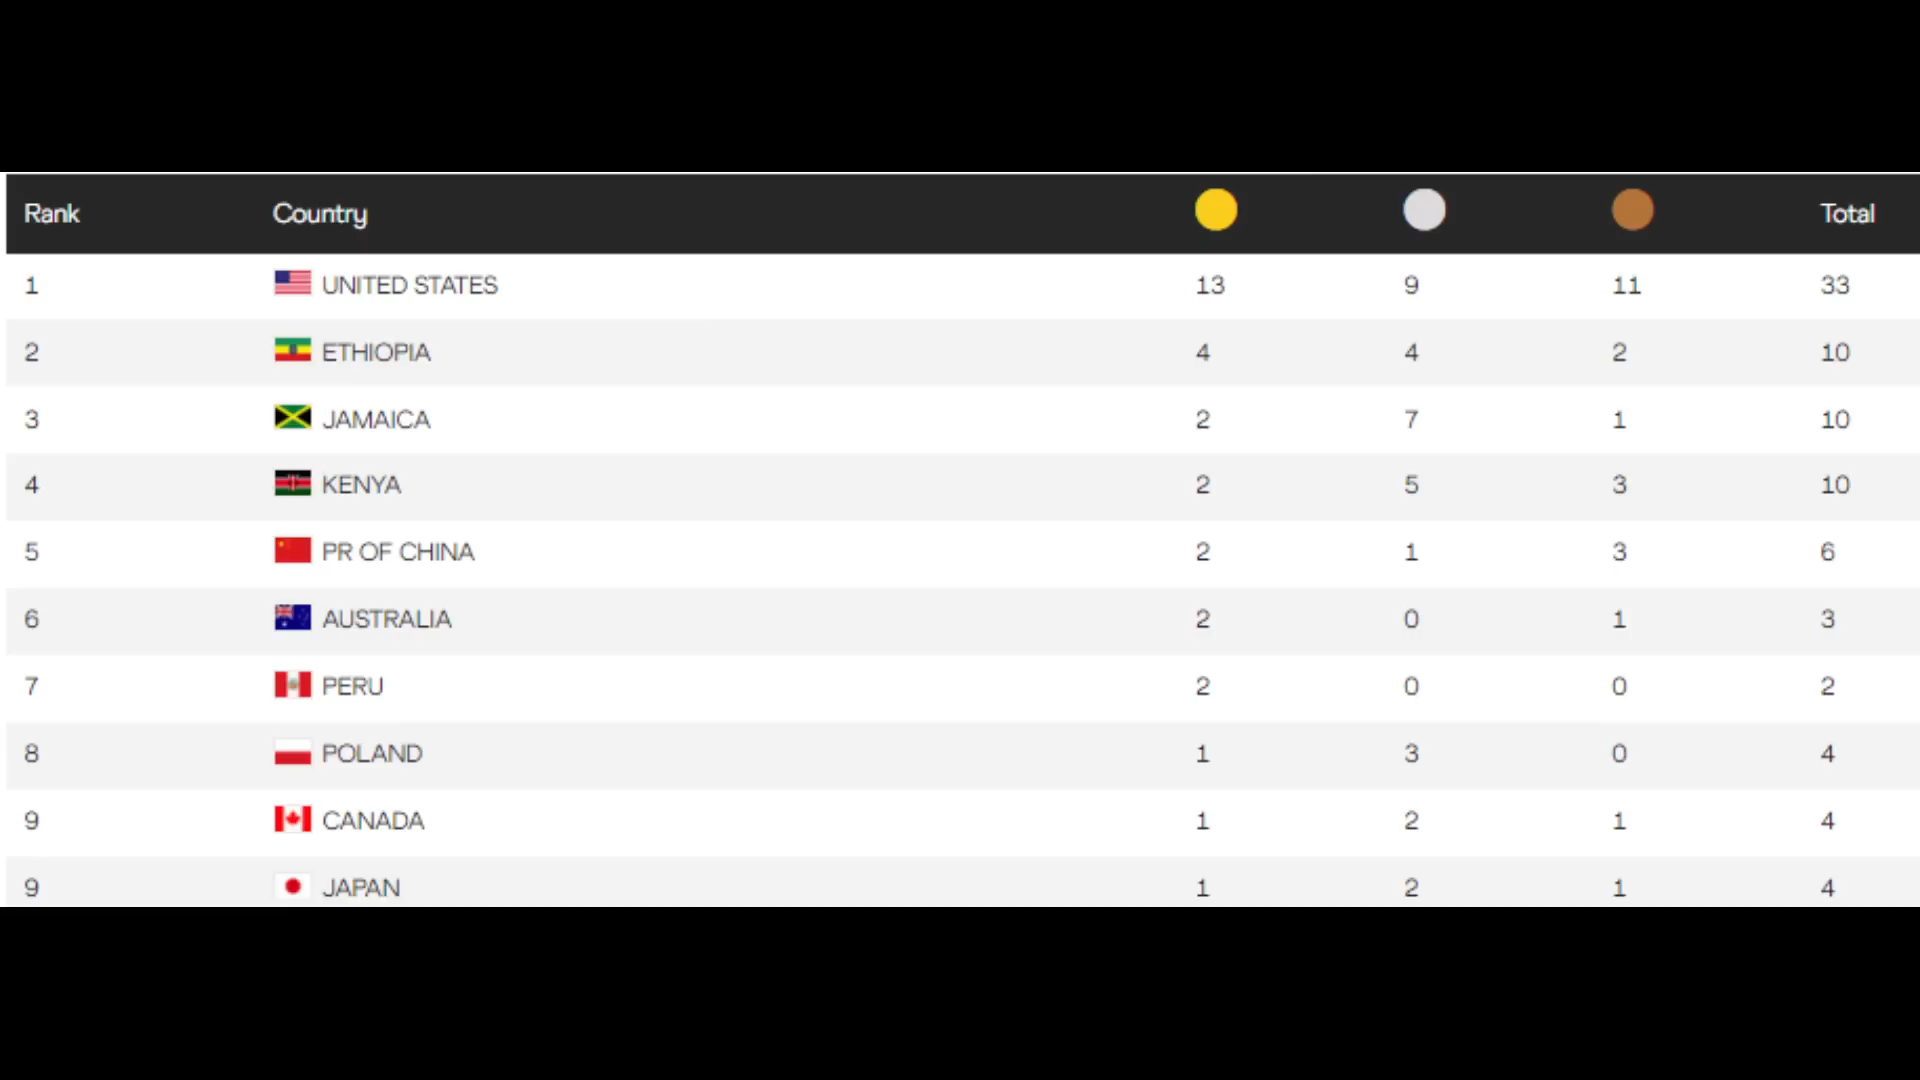 Rank Country Total
1 UNITED STATES 13 9 11 33
2 ETHIOPIA 4 4 2 10
3 JAMAICA 2 7 1 10
4 KENYA 2 5 3 10
5 PR OF CHINA 2 1 3 6
6 AUSTRALIA 2 0 1 3
7 PERU 2 0 0 2
8 POLAND 1 3 0 4
9 CANADA 1 2 1 4
9 JAPAN 1 2 1 4